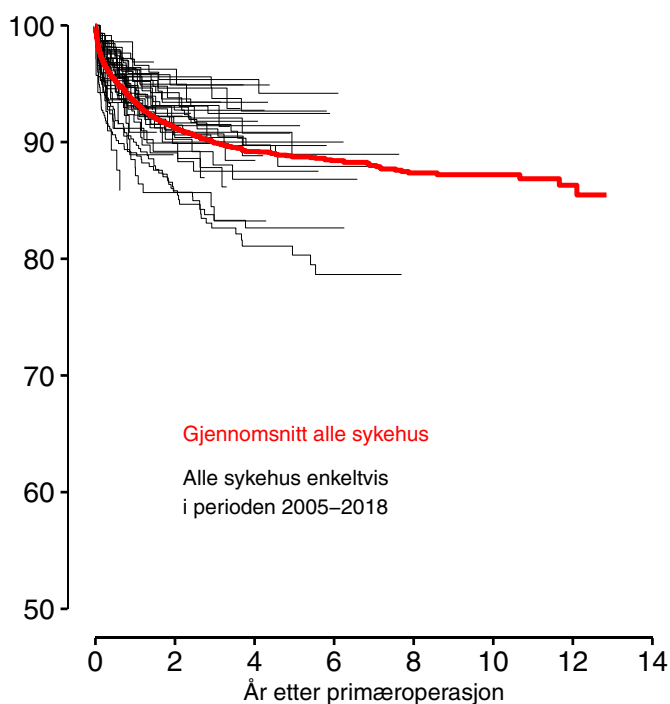 100
90
80
70
60
50
Gjennomsnitt alle sykehus
Alle sykehus enkeltvis
i perioden 2005–2018
0 2 4 6 8 10 12 14
År etter primæroperasjon